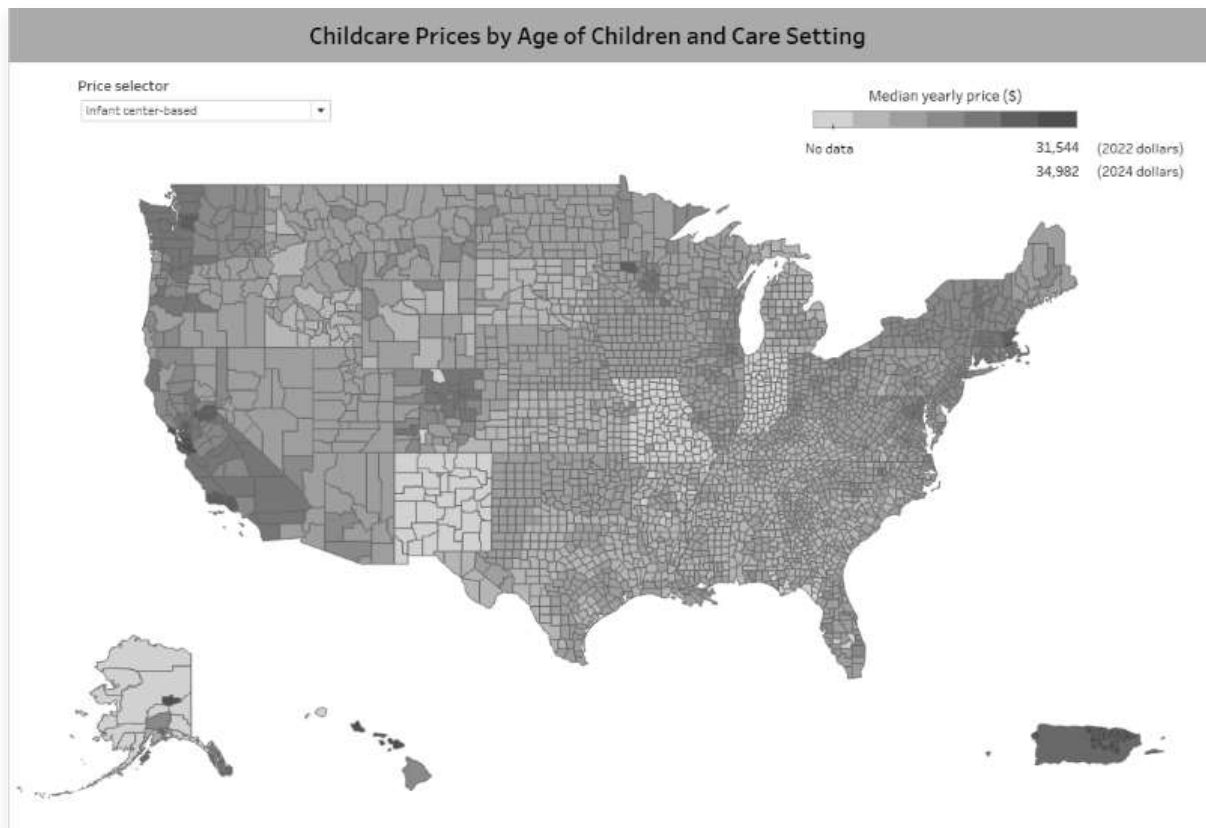 Childcare Prices by Age of Children and Care Setting
Price selector
Infant center-based
Median yearly price ($)
No data 31,544 (2022 dollars)
34,982 (2024 dollars)